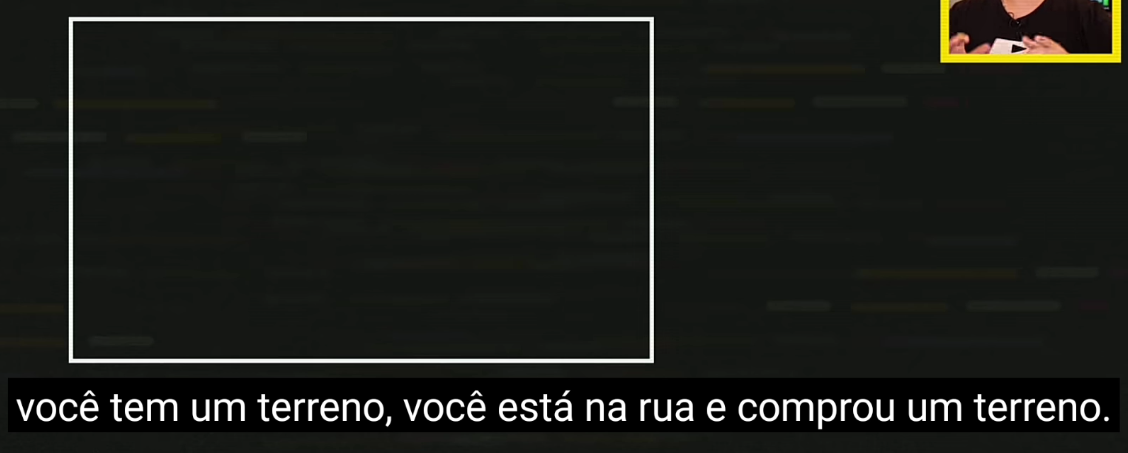 você tem um terreno, você está na rua e comprou um terreno.